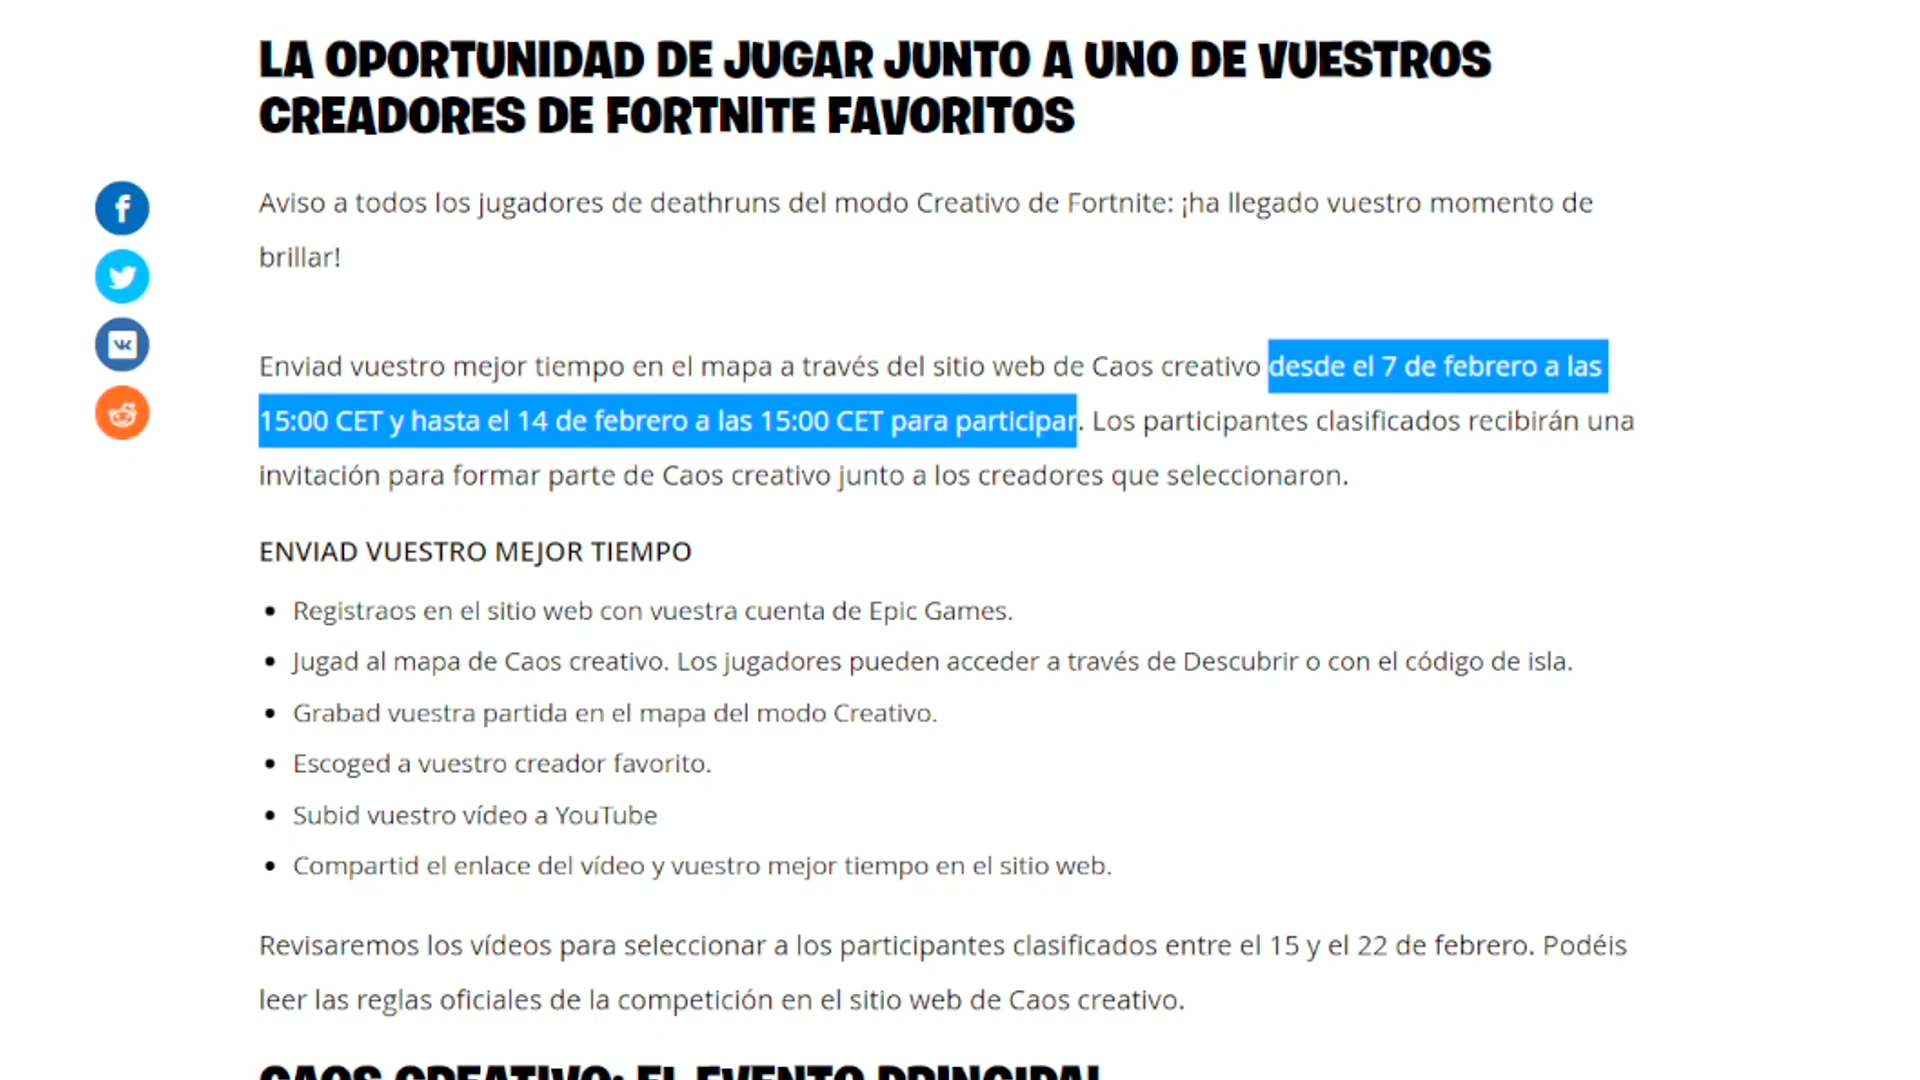 LA OPORTUNIDAD DE JUGAR JUNTO A UNO DE VUESTROS
CREADORES DE FORTNITE FAVORITOS
Aviso a todos los jugadores de deathruns del modo Creativo de Fortnite: ¡ha llegado vuestro momento de
brillar!
Enviad vuestro mejor tiempo en el mapa a través del sitio web de Caos creativo desde el 7 de febrero a las
15:00 CET y hasta el 14 de febrero a las 15:00 CET para participar. Los participantes clasificados recibirán una
invitación para formar parte de Caos creativo junto a los creadores que seleccionaron.
ENVIAD VUESTRO MEJOR TIEMPO
• Registraos en el sitio web con vuestra cuenta de Epic Games.
• Jugad al mapa de Caos creativo. Los jugadores pueden acceder a través de Descubrir o con el código de isla.
• Grabad vuestra partida en el mapa del modo Creativo.
• Escoged a vuestro creador favorito.
• Subid vuestro vídeo a YouTube
• Compartid el enlace del vídeo y vuestro mejor tiempo en el sitio web.
Revisaremos los vídeos para seleccionar a los participantes clasificados entre el 15 y el 22 de febrero. Podéis
leer las reglas oficiales de la competición en el sitio web de Caos creativo.
CAOS CREATIVO: EL EVENTO PRINCIPAL